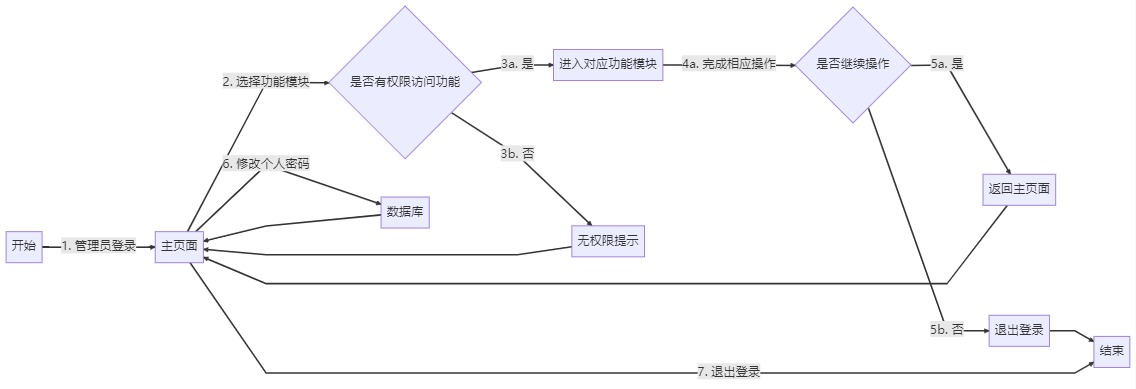 开始
1. 管理员登录
主页面
2. 选择功能模块
是否有权限访问功能
3a. 是
进入对应功能模块
4a. 完成相应操作
是否继续操作
5a. 是
返回主页面
3b. 否
无权限提示
6. 修改个人密码
数据库
5b. 否
退出登录
7. 退出登录
结束